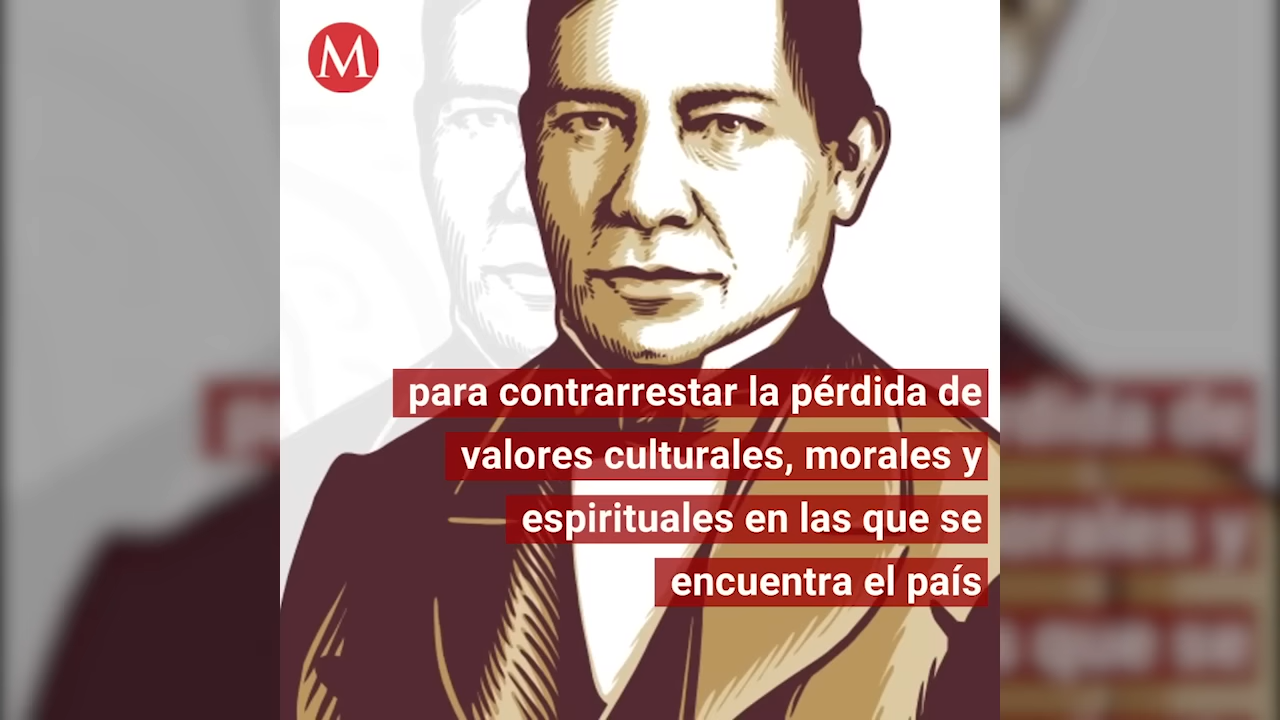 M
para contrarrestar la pérdida de
valores culturales, morales y
espirituales en las que se
encuentra el país